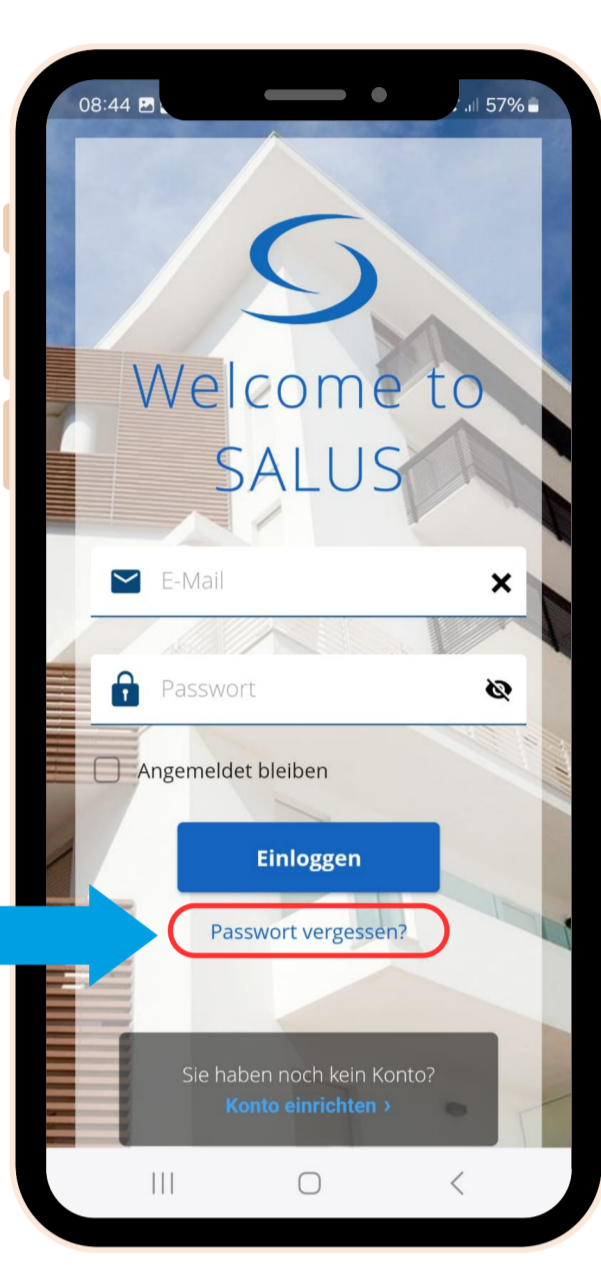 08:44
57%
Welcome to
SALUS
E-Mail
Passwort
Angemeldet bleiben
Einloggen
Passwort vergessen?
Sie haben noch kein Konto?
Konto einrichten ›